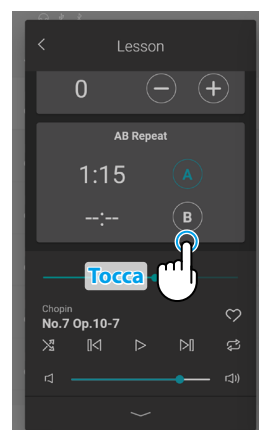 Lesson
0
AB Repeat
1:15
A
--:--
B
Tocca
Chopin
No.7 Op.10-7